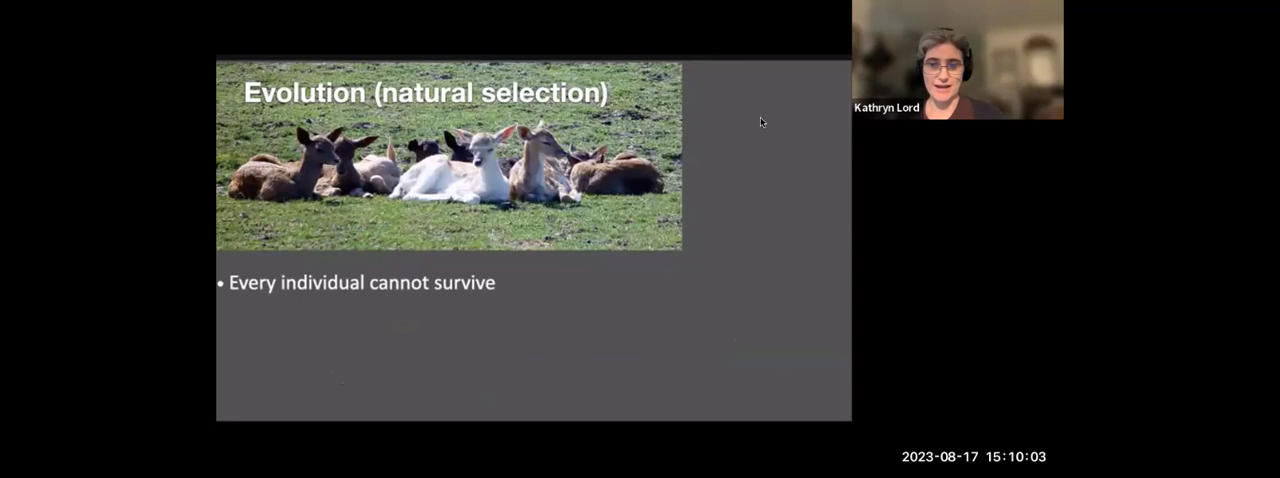 Evolution (natural selection)
• Every individual cannot survive
Kathryn Lord
2023-08-17 15:10:03